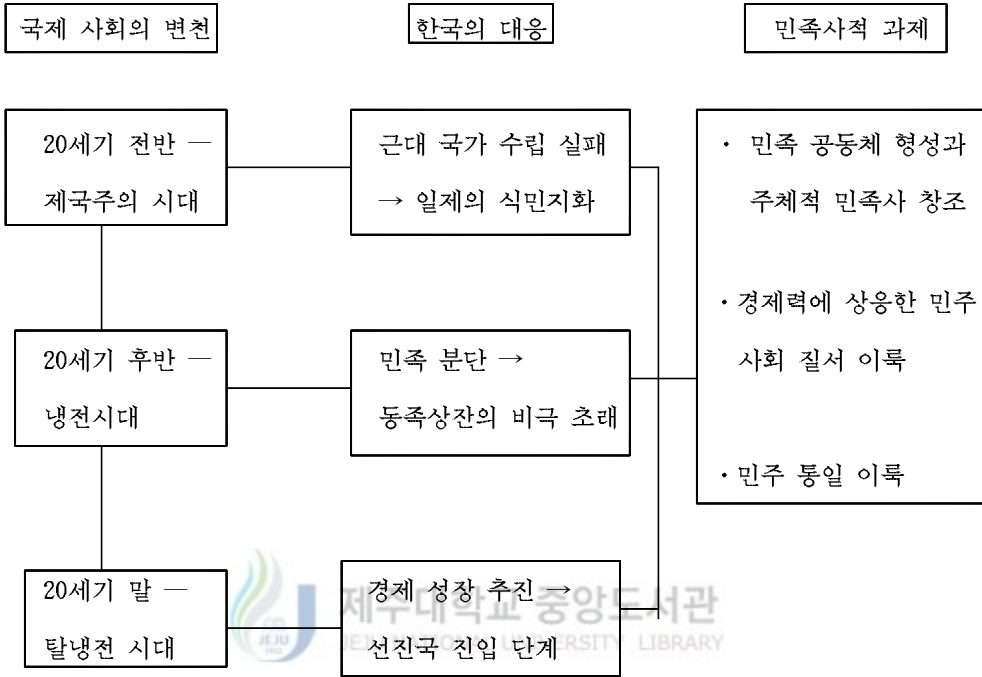 국제 사회의 변천
한국의 대응
민족사적 과제
20세기 전반 —
제국주의 시대
근대 국가 수립 실패
→ 일제의 식민지화
· 민족 공동체 형성과
주체적 민족사 창조
· 경제력에 상응한 민주
사회 질서 이룩
· 민주 통일 이룩
20세기 후반 —
냉전시대
민족 분단 →
동족상잔의 비극 초래
20세기 말 —
탈냉전 시대
경제 성장 추진 →
선진국 진입 단계
제주대학교 중앙도서관
JEJU NATIONAL UNIVERSITY LIBRARY
JEJU
1952